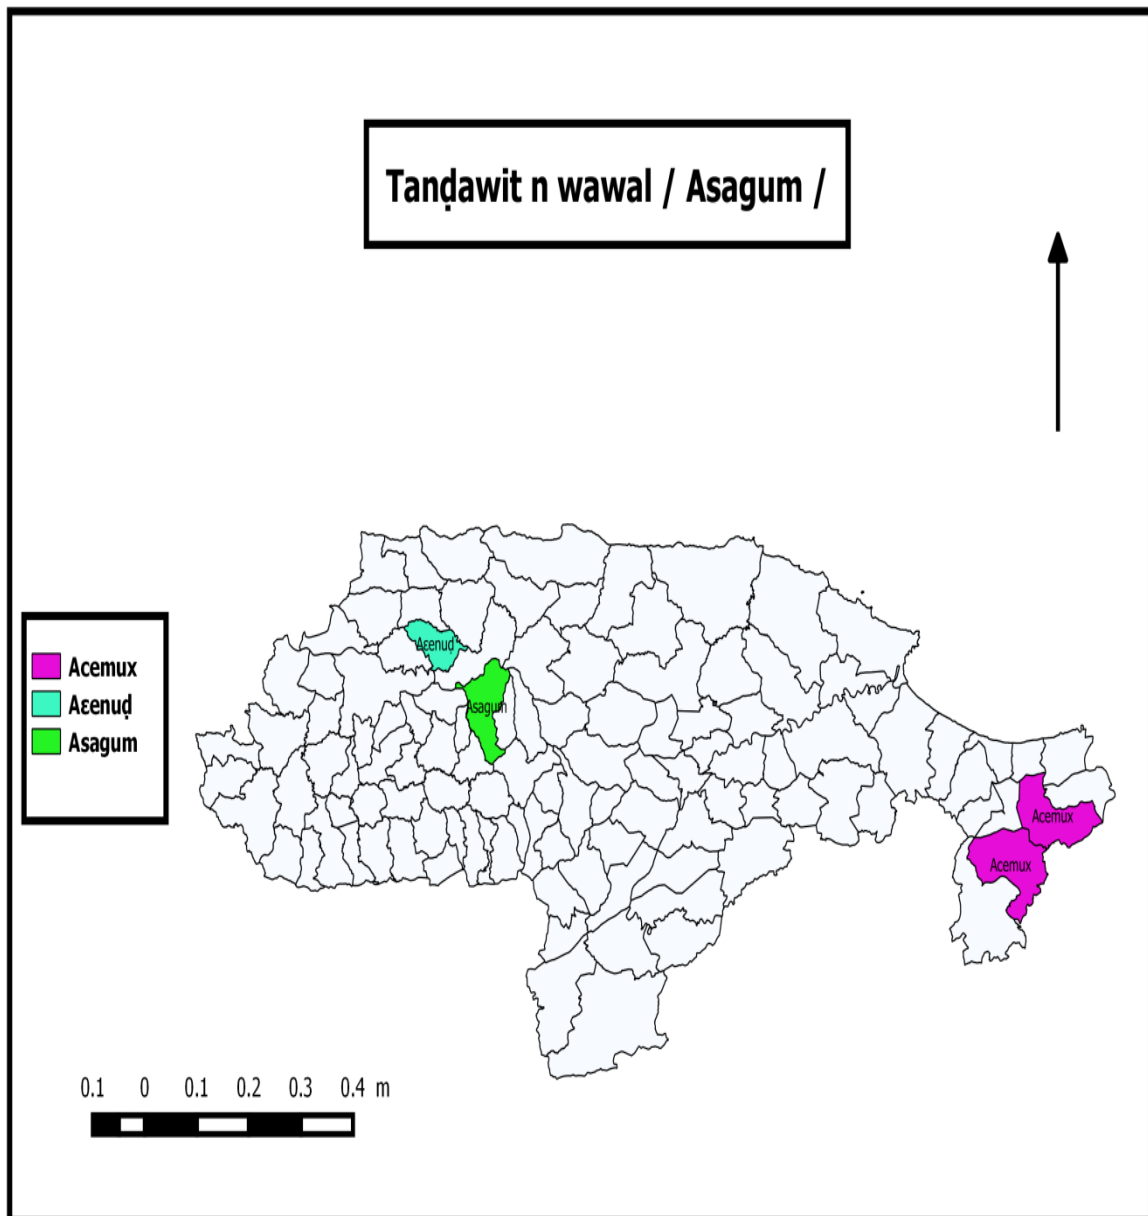 Tanḍawit n wawal / Asagum /
Aɛenuḍ
Asagum
Acemux
Acemux
Acemux
Aɛenuḍ
Asagum
0.1 0 0.1 0.2 0.3 0.4 m